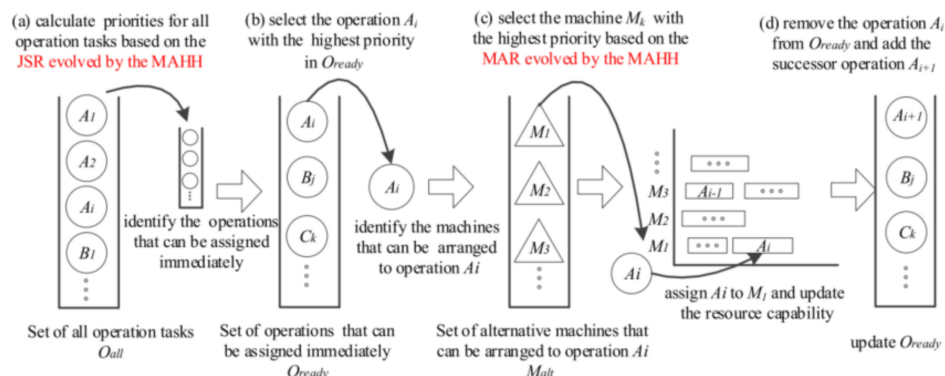 (a) calculate priorities for all
operation tasks based on the
JSR evolved by the MAHH
A1
A2
Ai
B1
identify the operations
that can be assigned
immediately
Set of all operation tasks
Oall
(b) select the operation Ai
with the highest priority
in Oready
Ai
Bj
Ck
Ai
identify the machines
that can be arranged
to operation Ai
Set of operations that can
be assigned immediately
Oready
(c) select the machine Mk with
the highest priority based on the
MAR evolved by the MAHH
M1
M2
M3
M3
Ai-1
M2
M1
Ai
Ai
assign Ai to M1 and update
the resource capability
Set of alternative machines that
can be arranged to operation Ai
Malt
(d) remove the operation Ai
from Oready and add the
successor operation Ai+1
Ai+1
Bj
Ck
update Oready